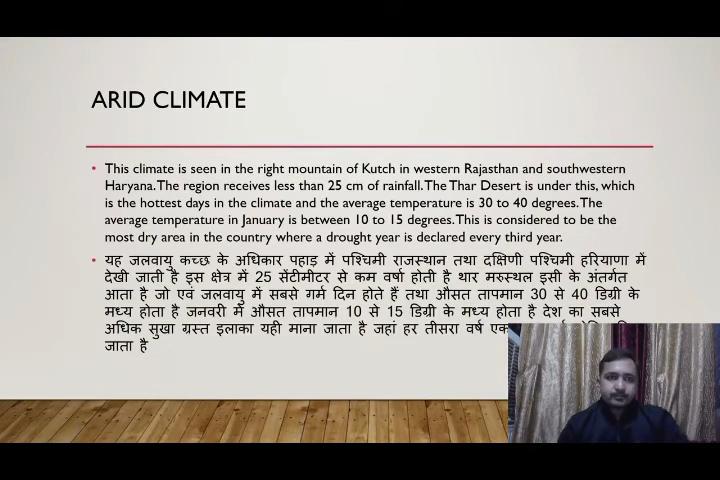 ARID CLIMATE
• This climate is seen in the right mountain of Kutch in western Rajasthan and southwestern
Haryana. The region receives less than 25 cm of rainfall. The Thar Desert is under this, which
is the hottest days in the climate and the average temperature is 30 to 40 degrees. The
average temperature in January is between 10 to 15 degrees. This is considered to be the
most dry area in the country where a drought year is declared every third year.
• यह जलवायु कच्छ के अधिकार पहाड़ में पश्चिमी राजस्थान तथा दक्षिणी पश्चिमी हरियाणा में
देखी जाती है इस क्षेत्र में 25 सेंटीमीटर से कम वर्षा होती है थार मरुस्थल इसी के अंतर्गत
आता है जो एवं जलवायु में सबसे गर्म दिन होते हैं तथा औसत तापमान 30 से 40 डिग्री के
मध्य होता है जनवरी में औसत तापमान 10 से 15 डिग्री के मध्य होता है देश का सबसे
अधिक सुखा ग्रस्त इलाका यही माना जाता है जहां हर तीसरा वर्ष एक
जाता है